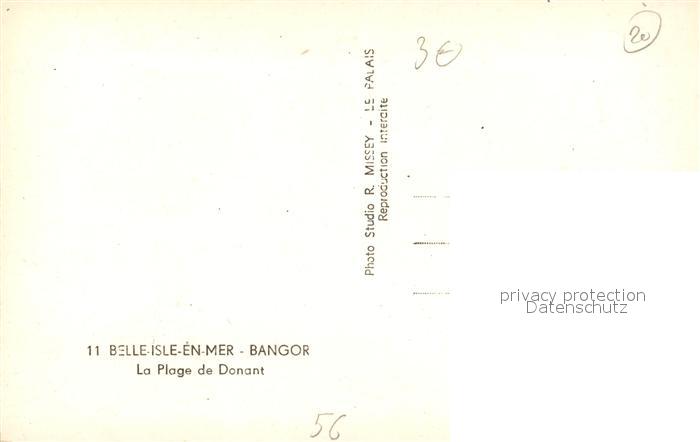 3€
20
Photo Studio R. MISSEY - LE PALAIS
Reproduction interdite
privacy protection
Datenschutz
11 BELLE-ISLE-EN-MER - BANGOR
La Plage de Donant
56